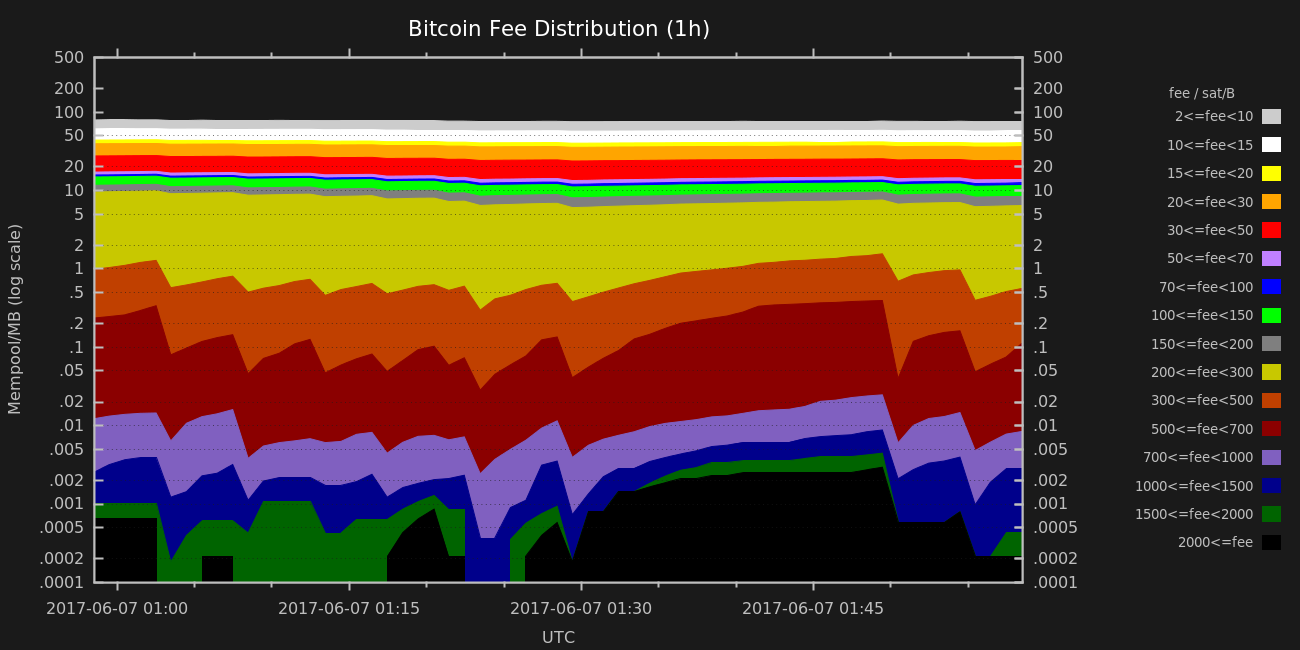 Bitcoin Fee Distribution (1h)
500
200
100
50
20
10
5
2
1
.5
.2
.1
.05
.02
.01
.005
.002
.001
.0005
.0002
.0001
Mempool/MB (log scale)
500
200
100
50
20
10
5
2
1
.5
.2
.1
.05
.02
.01
.005
.002
.001
.0005
.0002
.0001
2017-06-07 01:00
2017-06-07 01:15
2017-06-07 01:30
2017-06-07 01:45
UTC
fee / sat/B
2<=fee<10
10<=fee<15
15<=fee<20
20<=fee<30
30<=fee<50
50<=fee<70
70<=fee<100
100<=fee<150
150<=fee<200
200<=fee<300
300<=fee<500
500<=fee<700
700<=fee<1000
1000<=fee<1500
1500<=fee<2000
2000<=fee